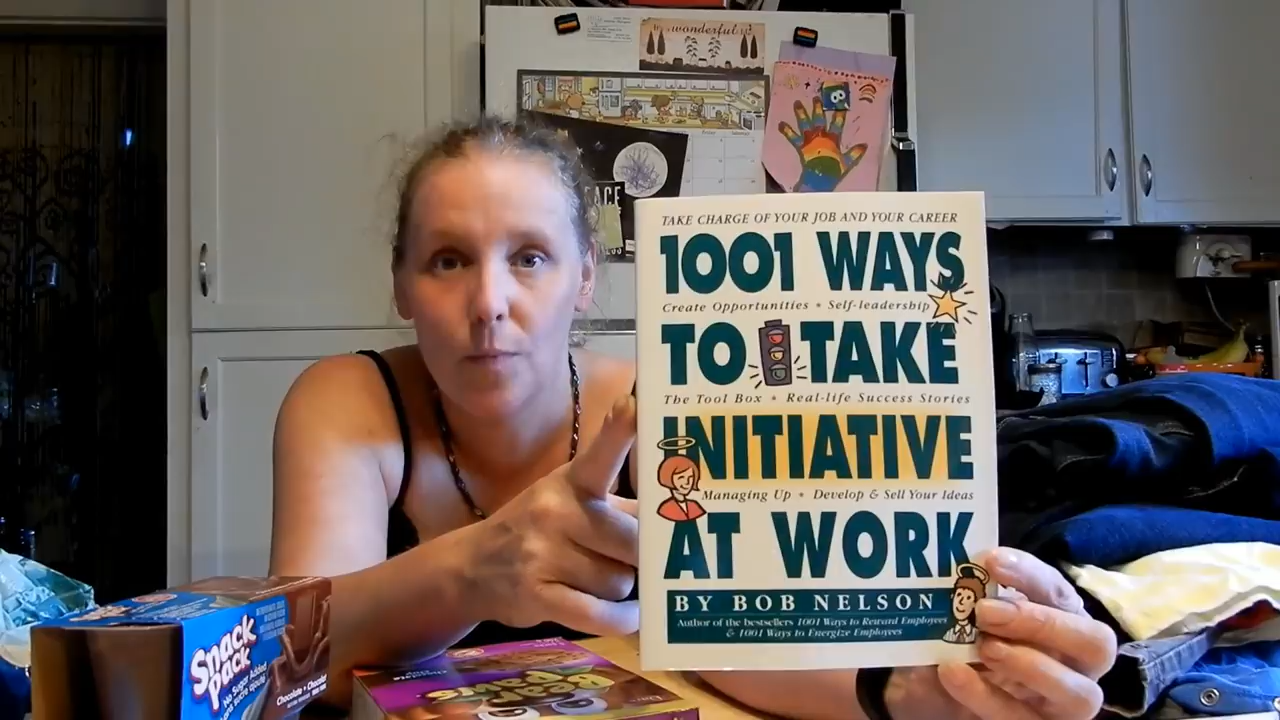 wonderful
TAKE CHARGE OF YOUR JOB AND YOUR CAREER
1001 WAYS
Create Opportunities • Self-leadership
TO TAKE
The Tool Box • Real-life Success Stories
INITIATIVE
Managing Up • Develop & Sell Your Ideas
AT WORK
BY BOB NELSON
Author of the bestsellers 1001 Ways to Reward Employees
& 1001 Ways to Energize Employees
Snack
Pack
No Sugar Added
Chocolate